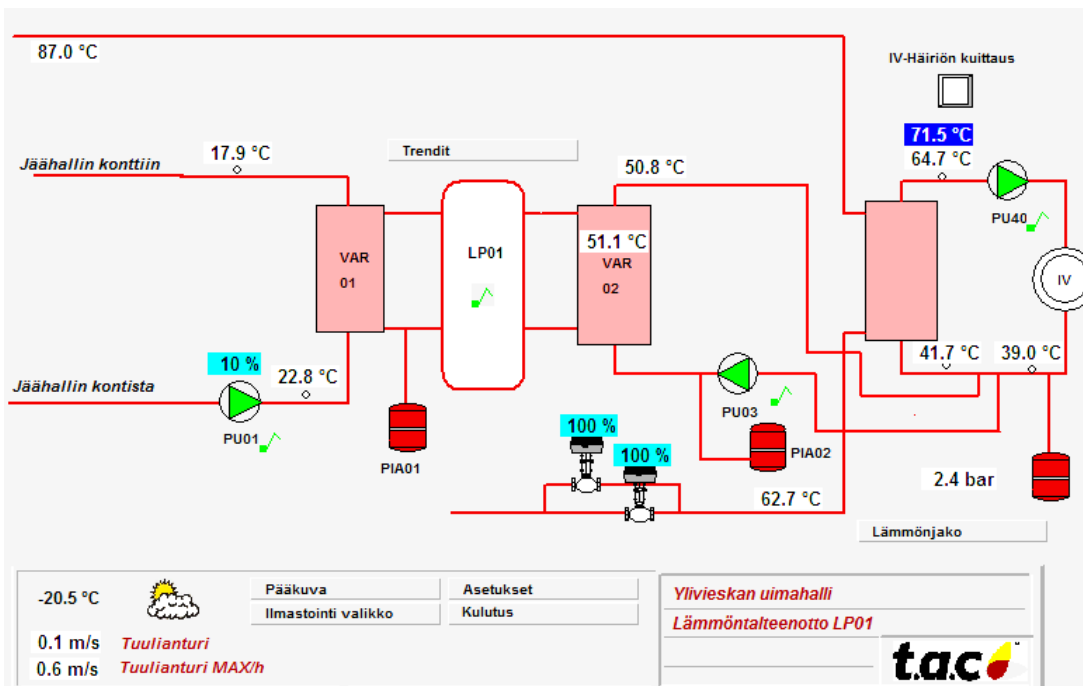 87.0 °C
IV-Häiriön kuittaus
71.5 °C
64.7 °C
Jäähallin konttiin
17.9 °C
Trendit
50.8 °C
PU40
VAR
01
LP01
51.1 °C
VAR
02
IV
10 %
22.8 °C
Jäähallin kontista
PU01
PIA01
PU03
41.7 °C
39.0 °C
100 %
100 %
PIA02
2.4 bar
62.7 °C
Lämmönjako
-20.5 °C
Pääkuva
Asetukset
Ilmastointi valikko
Kulutus
0.1 m/s Tuulianturi
0.6 m/s Tuulianturi MAX/h
Ylivieskan uimahalli
Lämmöntalteenotto LP01
t.a.c